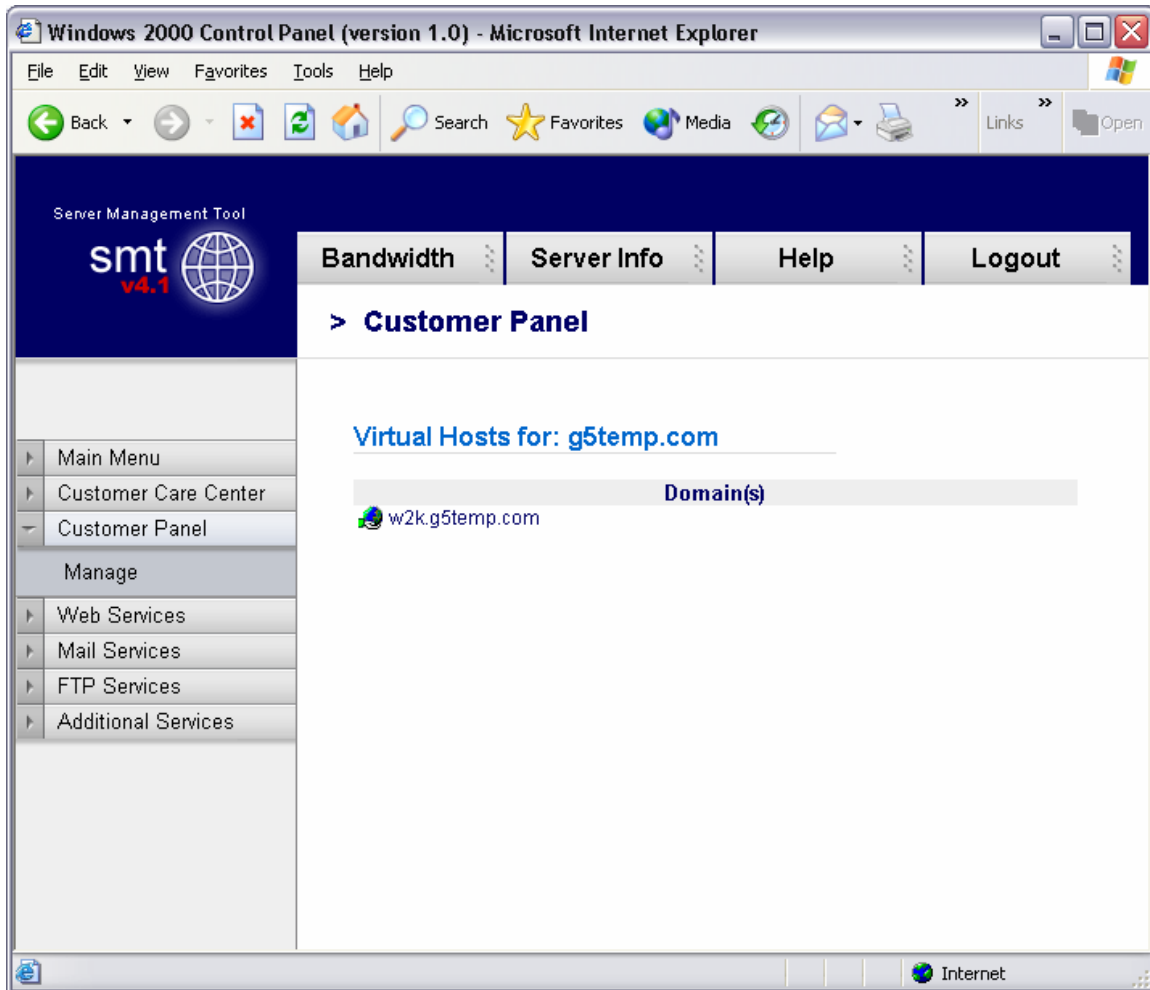 Windows 2000 Control Panel (version 1.0) - Microsoft Internet Explorer
File Edit View Favorites Tools Help
Back Search Favorites Media » Links » Open
Server Management Tool
smt
v4.1
Bandwidth Server Info Help Logout
> Customer Panel
Virtual Hosts for: g5temp.com
Domain(s)
w2k.g5temp.com
Main Menu
Customer Care Center
Customer Panel
Manage
Web Services
Mail Services
FTP Services
Additional Services
Internet